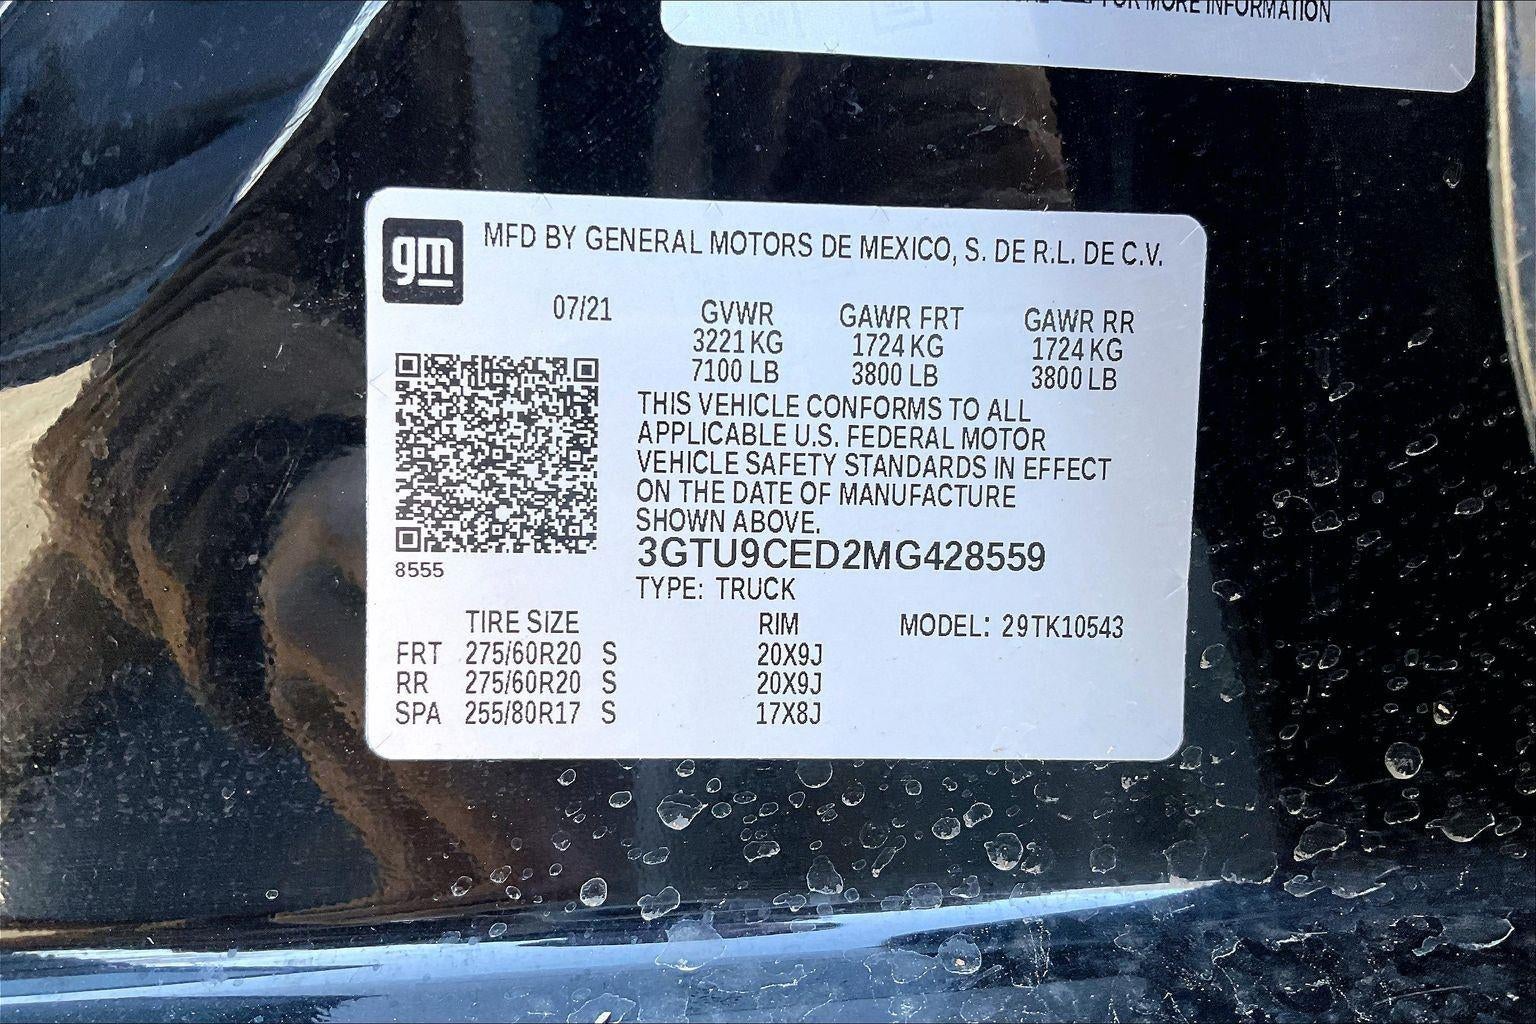 FOR MORE INFORMATION
gm
MFD BY GENERAL MOTORS DE MEXICO, S. DE R.L. DE C.V.
07/21 GVWR GAWR FRT GAWR RR
3221 KG 1724 KG 1724 KG
7100 LB 3800 LB 3800 LB
THIS VEHICLE CONFORMS TO ALL
APPLICABLE U.S. FEDERAL MOTOR
VEHICLE SAFETY STANDARDS IN EFFECT
ON THE DATE OF MANUFACTURE
SHOWN ABOVE.
3GTU9CED2MG428559
8555
TYPE: TRUCK
TIRE SIZE RIM MODEL: 29TK10543
FRT 275/60R20 S 20X9J
RR 275/60R20 S 20X9J
SPA 255/80R17 S 17X8J